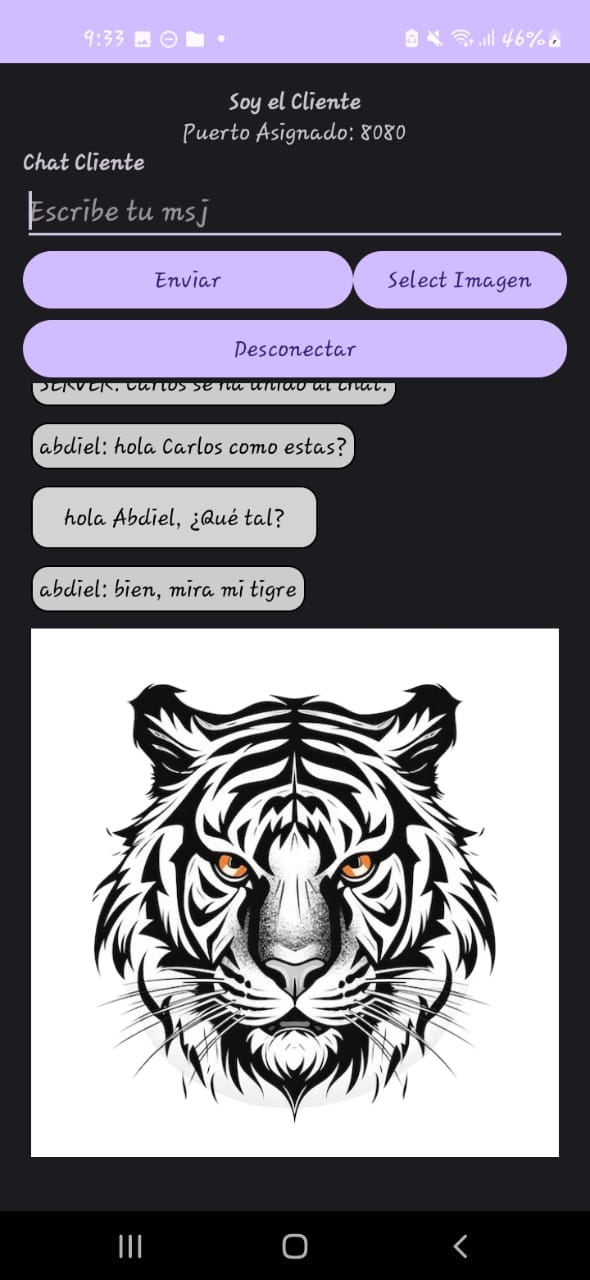 9:33
46%
Soy el Cliente
Puerto Asignado: 8080
Chat Cliente
Escribe tu msj
Enviar
Select Imagen
Desconectar
SERVER: Carlos se ha unido al chat.
abdiel: hola Carlos como estas?
hola Abdiel, ¿Qué tal?
abdiel: bien, mira mi tigre